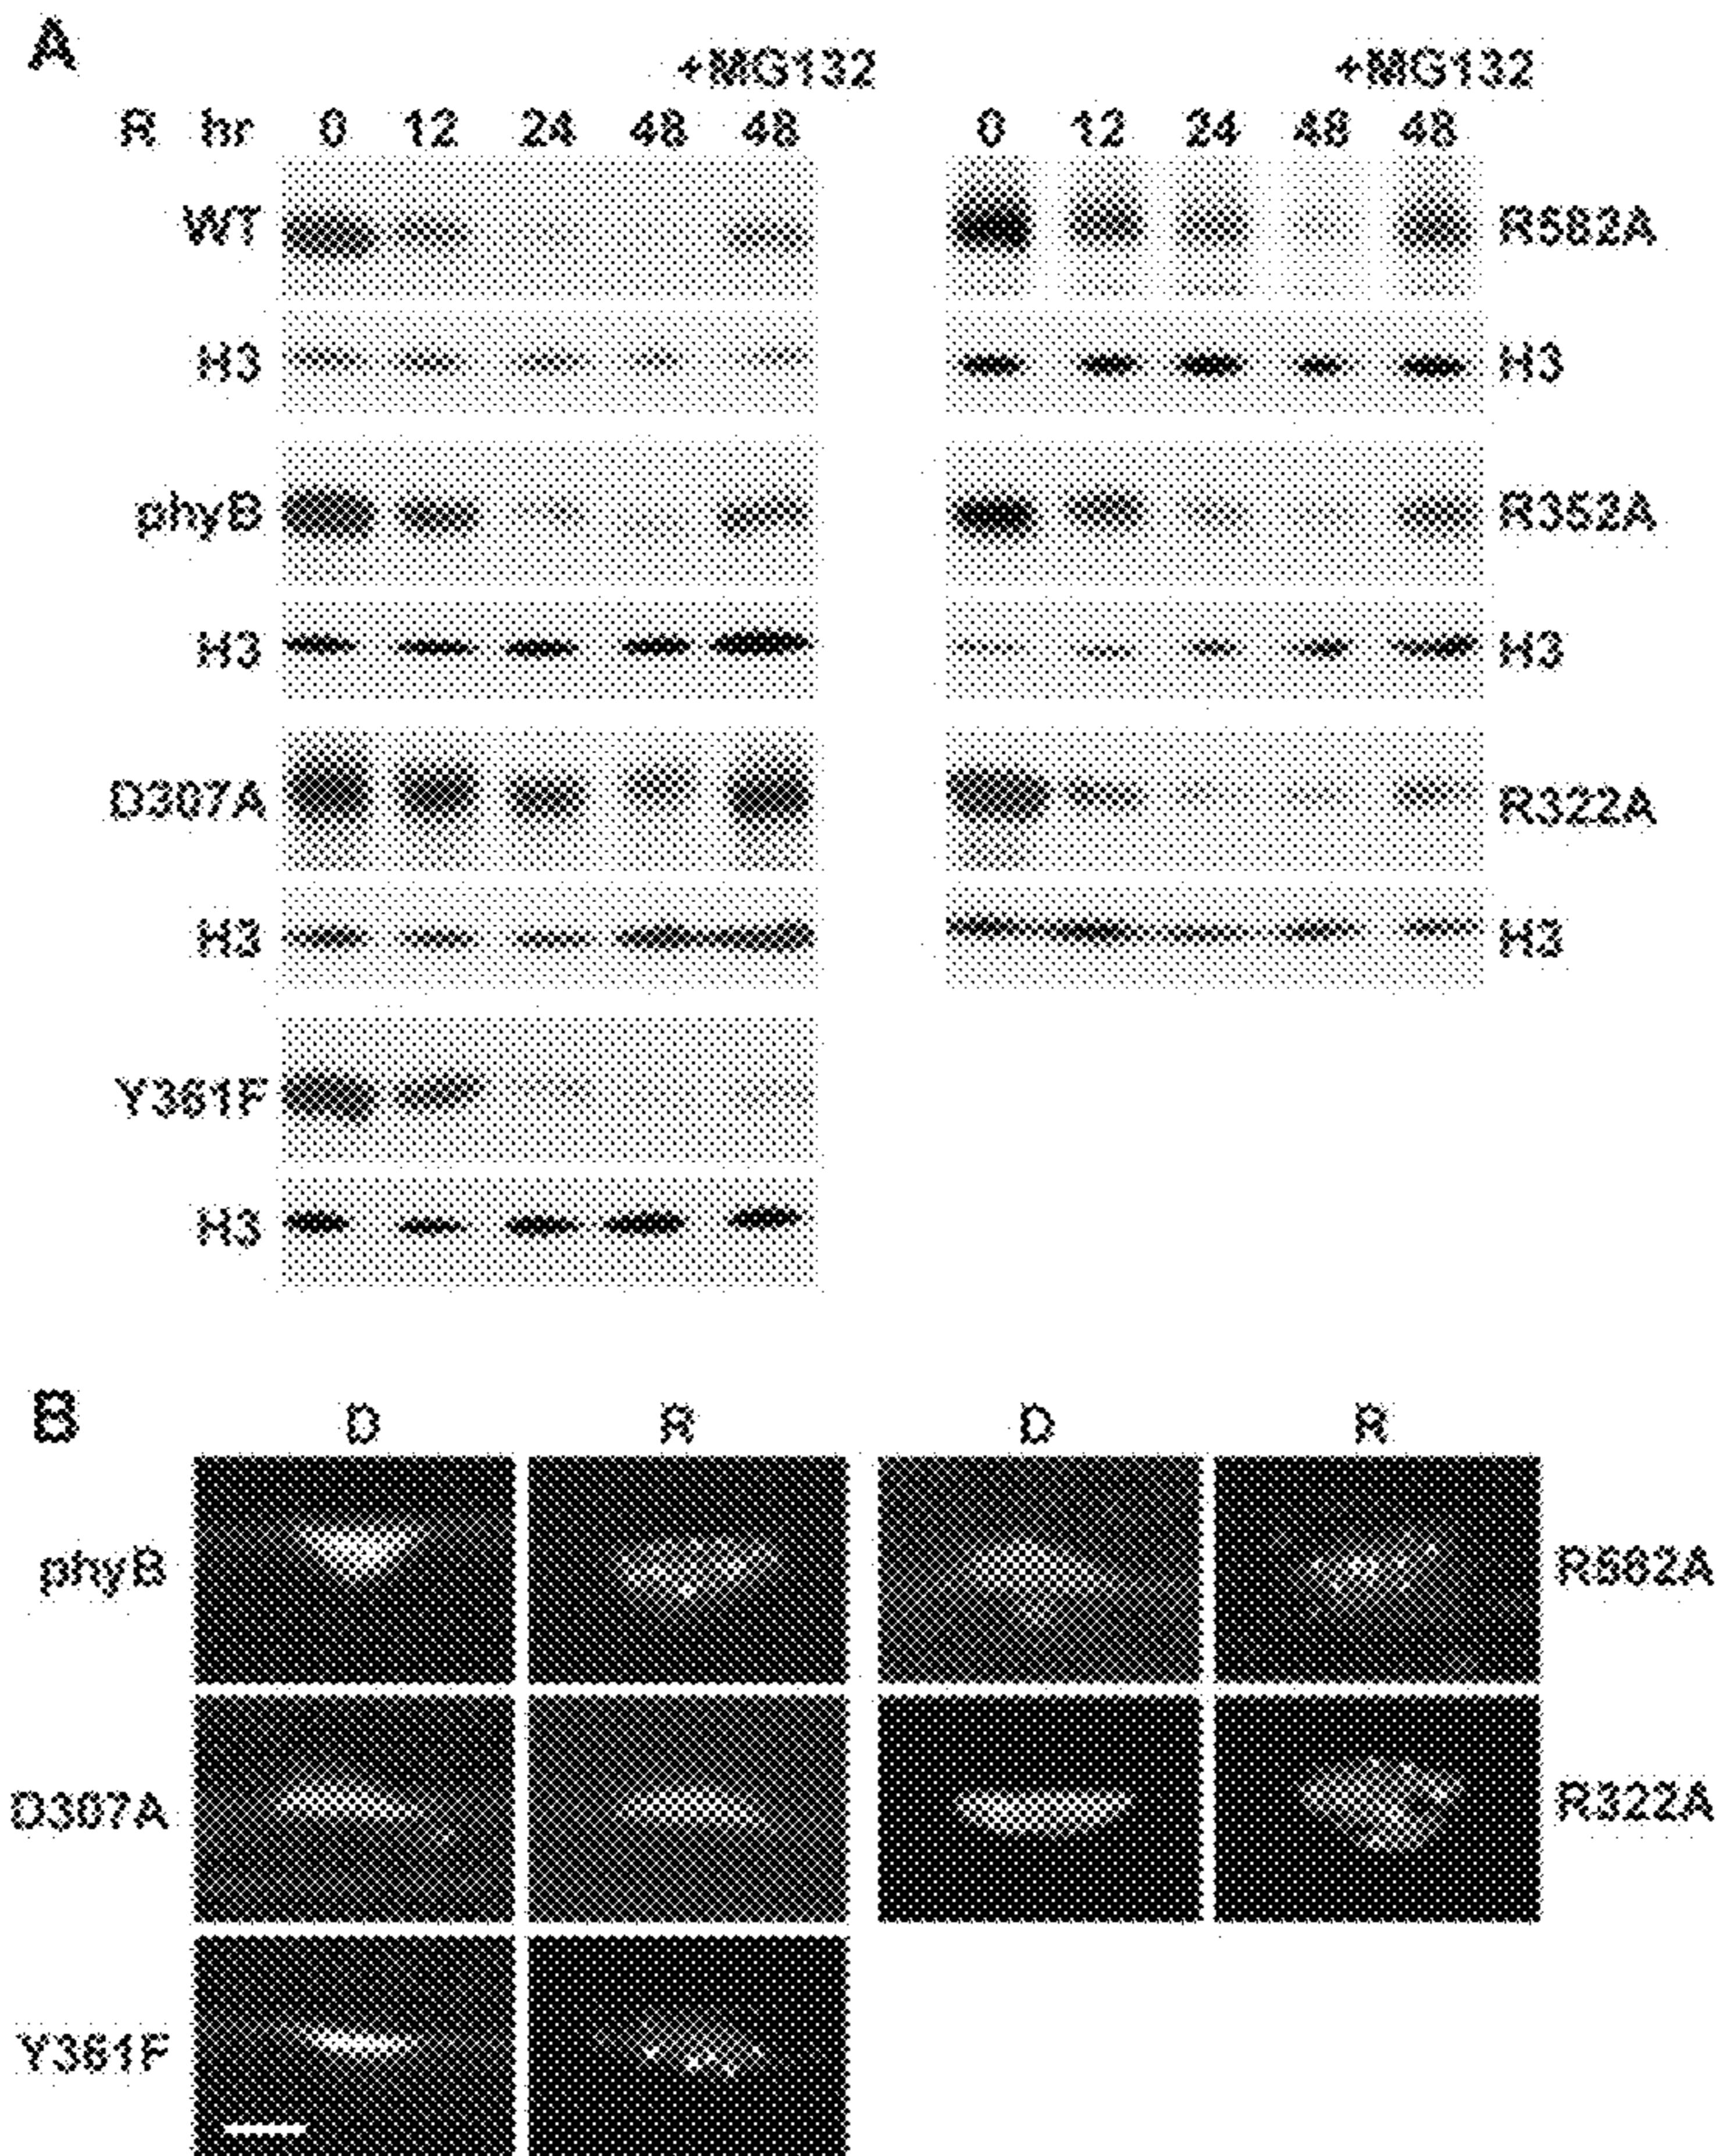 A
+MG132 +MG132
R hr 0 12 24 48 48 0 12 24 48 48
WT R582A
H3 H3
phyB R352A
H3 H3
D307A R322A
H3 H3
Y361F
H3
B
D R D R
phyB R582A
D307A R322A
Y361F